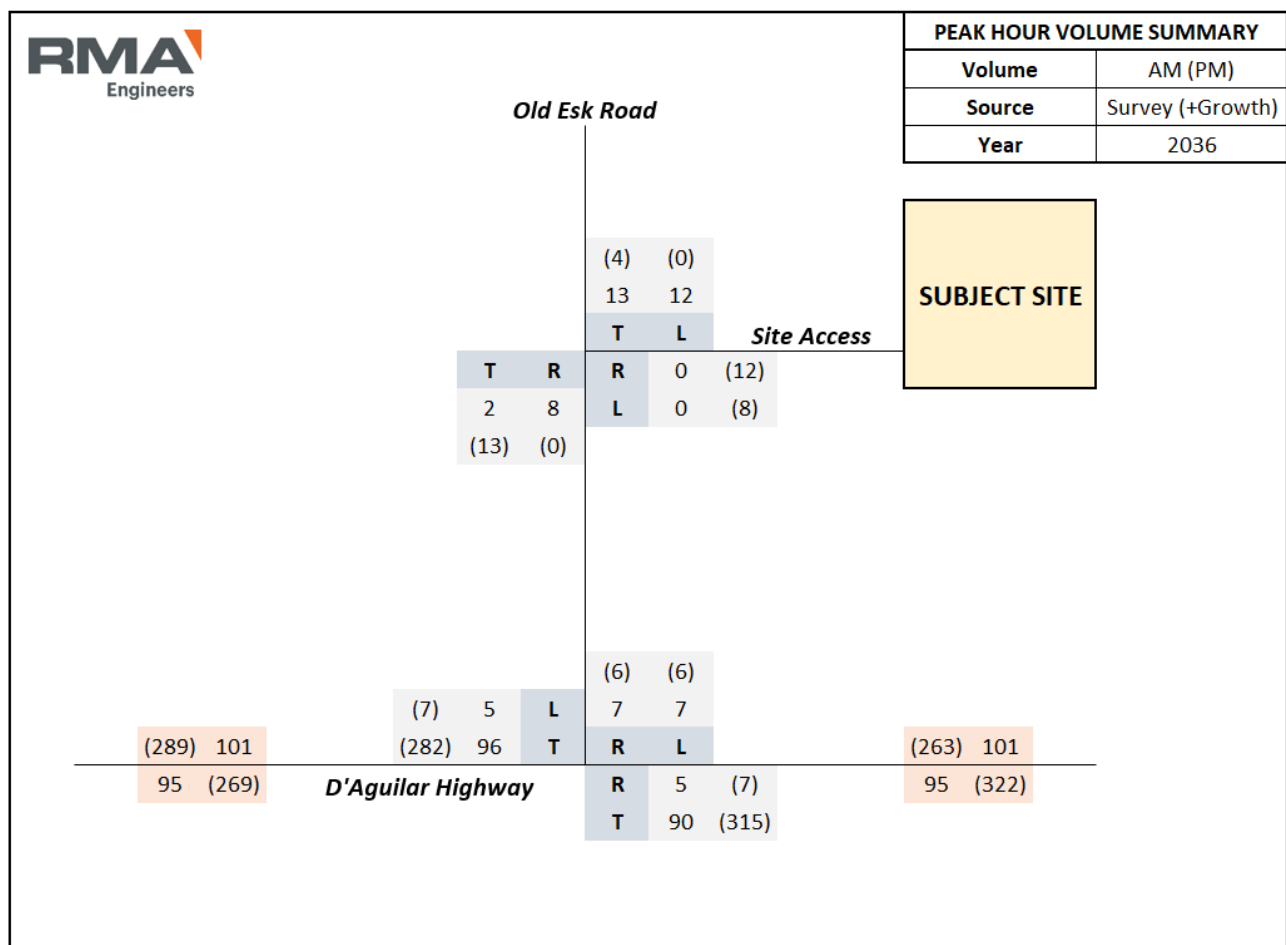 RMA
Engineers
PEAK HOUR VOLUME SUMMARY
Volume AM (PM)
Source Survey (+Growth)
Year 2036
Old Esk Road
(4) (0)
13 12
T L
Site Access
SUBJECT SITE
T R R 0 (12)
2 8 L 0 (8)
(13) (0)
(6) (6)
(7) 5 L 7 7
(289) 101 (282) 96 T R L (263) 101
95 (269) D'Aguilar Highway R 5 (7) 95 (322)
T 90 (315)